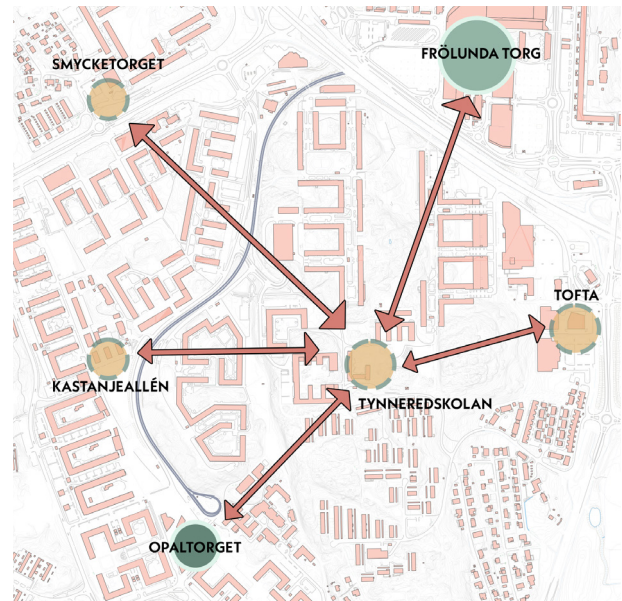 SMYCKETORGET
FRÖLUNDA TORG
TOFTA
KASTANJEALLÉN
TYNNEREDSKOLAN
OPALTORGET